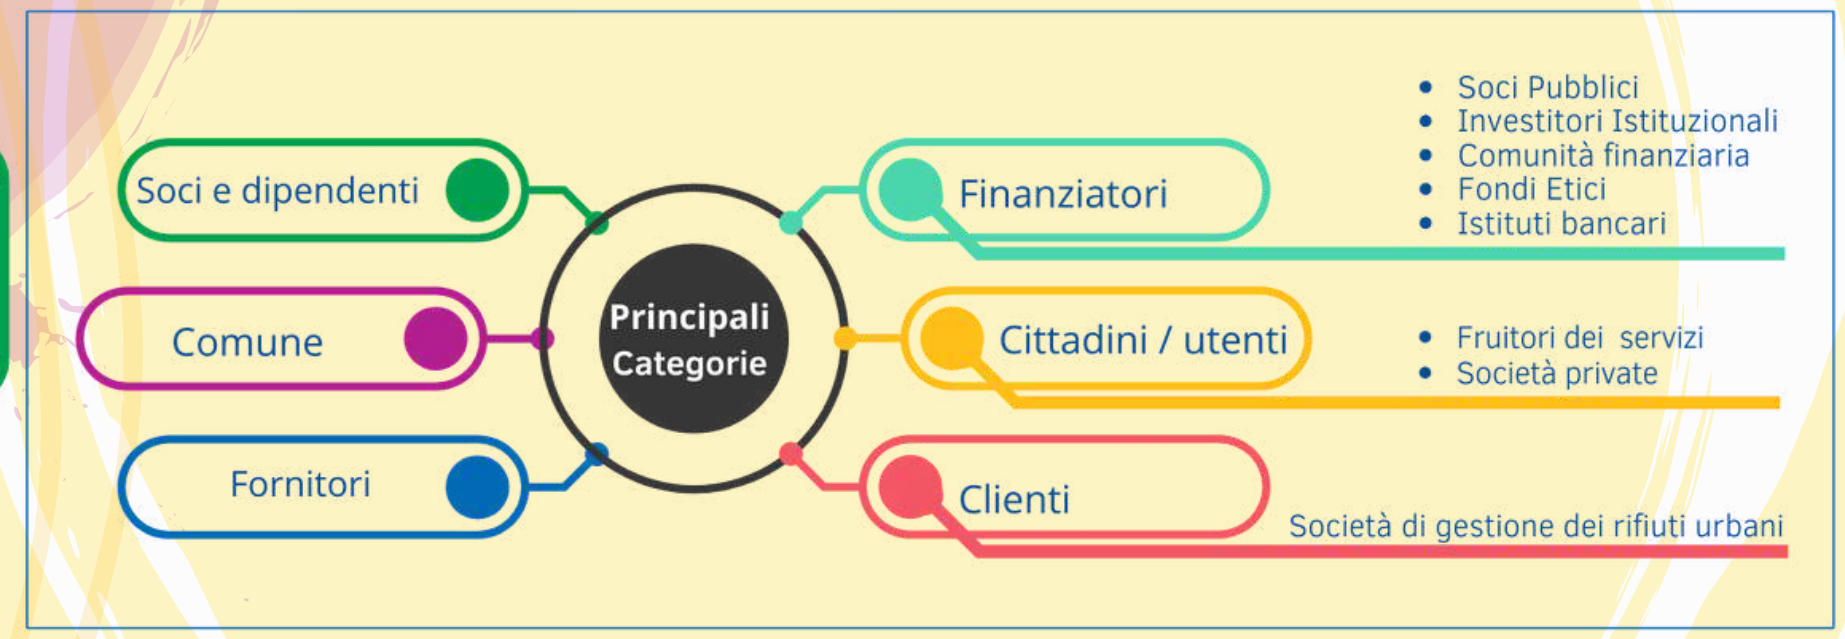 Soci e dipendenti
Comune
Fornitori
Principali
Categorie
Finanziatori
• Soci Pubblici
• Investitori Istituzionali
• Comunità finanziaria
• Fondi Etici
• Istituti bancari
Cittadini / utenti
• Fruitori dei servizi
• Società private
Clienti
Società di gestione dei rifiuti urbani